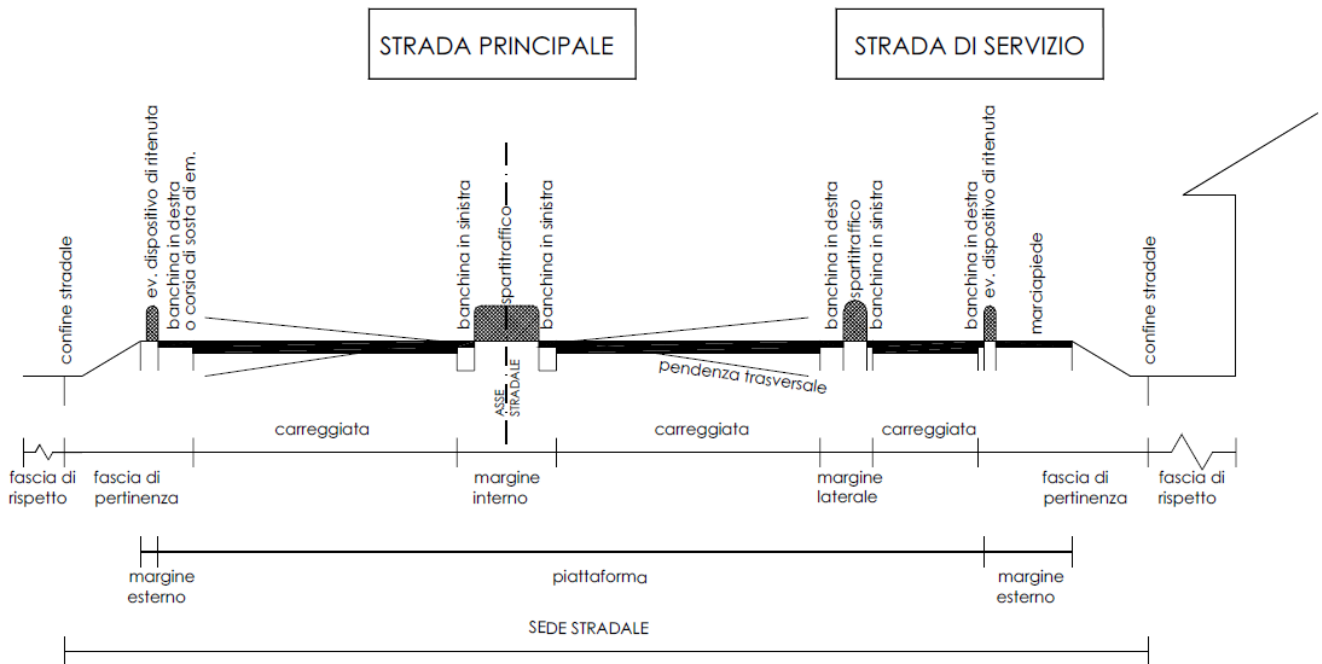 STRADA PRINCIPALE
STRADA DI SERVIZIO
confine stradale
ev. dispositivo di ritenuta
banchina in destra
o corsia di sosta di em.
banchina in sinistra
spartitraffico
banchina in sinistra
banchina in destra
spartitraffico
banchina in sinistra
banchina in destra
ev. dispositivo di ritenuta
marciapiede
confine stradale
ASSE
STRADALE
pendenza trasversale
carreggiata
carreggiata
carreggiata
fascia di
rispetto
fascia di
pertinenza
margine
interno
margine
laterale
fascia di
pertinenza
fascia di
rispetto
margine
esterno
piattaforma
margine
esterno
SEDE STRADALE